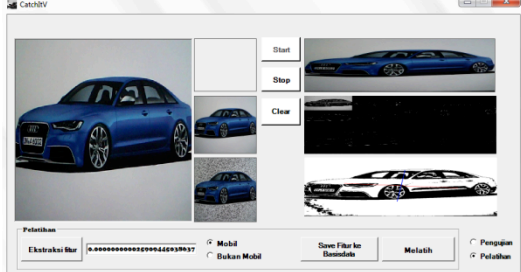 CatchItV
Start
Stop
Clear
Pelatihan
Ekstraksi fitur
Mobil
Bukan Mobil
Save Fitur ke
Basisdata
Melatih
Pengujian
Pelatihan